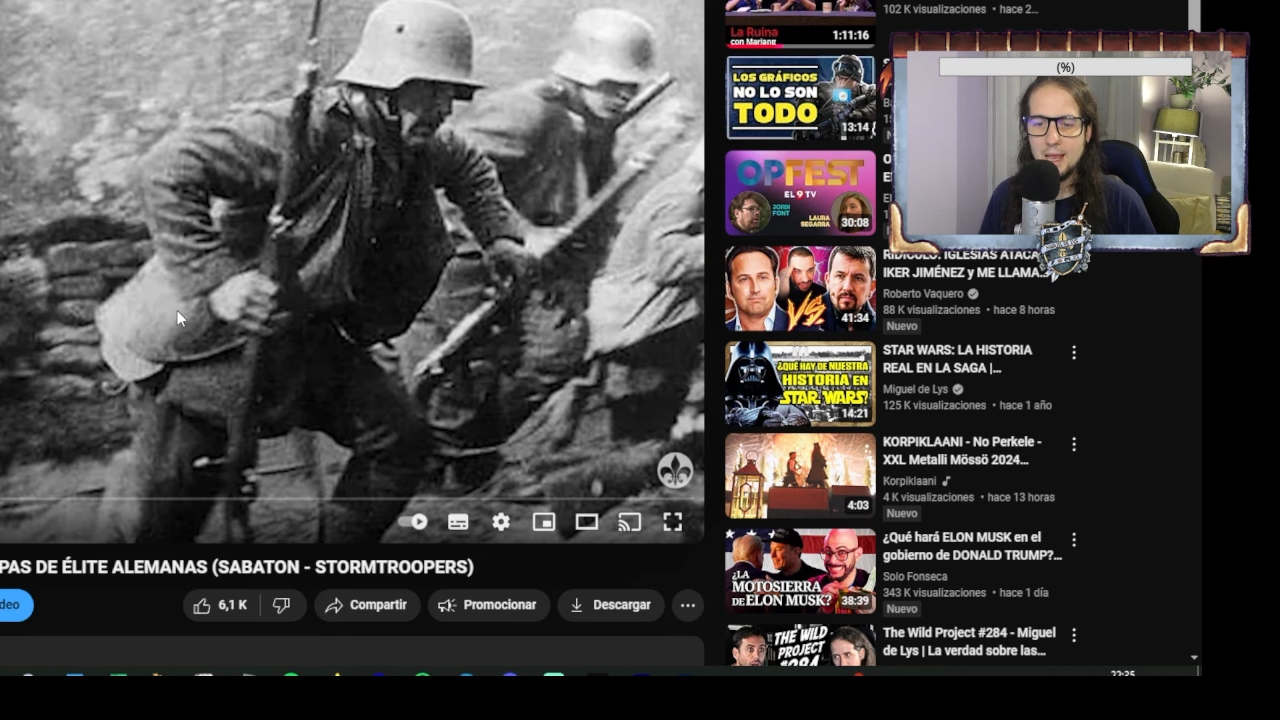 PAS DE ÉLITE ALEMANAS (SABATON - STORMTROOPERS)
deo
6,1 K
Compartir
Promocionar
Descargar
102 K visualizaciones • hace 2...
La Ruina
con Mariang
1:11:16
LOS GRÁFICOS
NO LO SON
TODO
13:14
OPFEST
EL 9 TV
JORDI
FONT
LAURA
SEGARRA
30:08
(%)
RIDÍCULO: IGLESIAS ATACA
IKER JIMÉNEZ y ME LLAMA...
Roberto Vaquero
88 K visualizaciones • hace 8 horas
Nuevo
VS
41:34
STAR WARS: LA HISTORIA
REAL EN LA SAGA |...
Miguel de Lys
125 K visualizaciones • hace 1 año
¿QUÉ HAY DE NUESTRA
HISTORIA EN
STAR WARS?
14:21
KORPIKLAANI - No Perkele -
XXL Metalli Mössö 2024...
Korpiklaani
4 K visualizaciones • hace 13 horas
Nuevo
4:03
¿Qué hará ELON MUSK en el
gobierno de DONALD TRUMP?...
Solo Fonseca
343 K visualizaciones • hace 1 día
Nuevo
¿LA
MOTOSIERRA
DE ELON MUSK?
38:39
The Wild Project #284 - Miguel
de Lys | La verdad sobre las...
THE WILD
PROJECT
#284
22:35